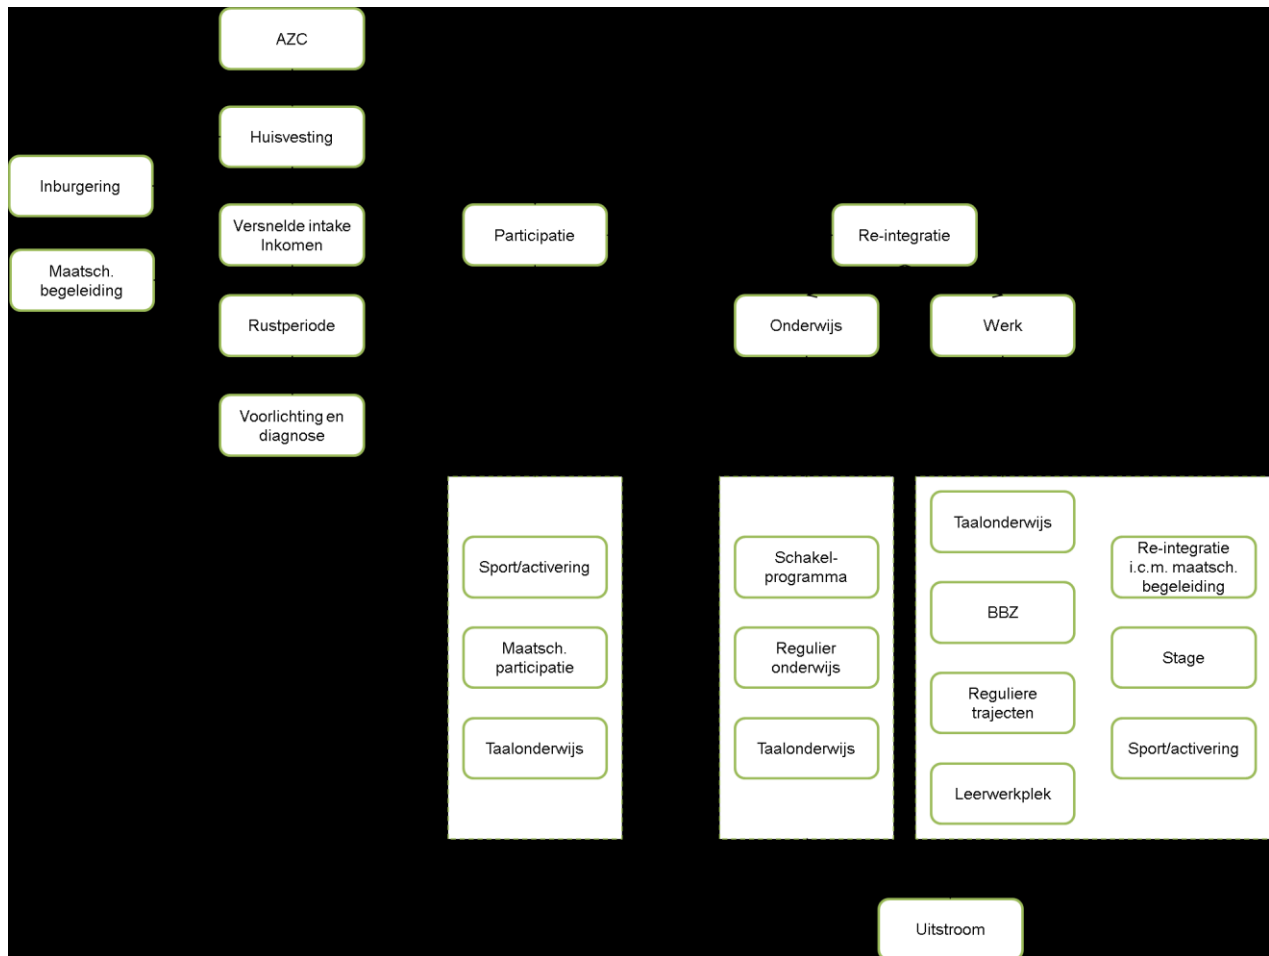 AZC
Huisvesting
Inburgering
Versnelde intake
Inkomen
Participatie
Re-integratie
Maatsch.
begeleiding
Rustperiode
Onderwijs
Werk
Voorlichting en
diagnose
Sport/activering
Maatsch.
participatie
Taalonderwijs
Schakel-
programma
Regulier
onderwijs
Taalonderwijs
Taalonderwijs
BBZ
Reguliere
trajecten
Leerwerkplek
Re-integratie
i.c.m. maatsch.
begeleiding
Stage
Sport/activering
Uitstroom